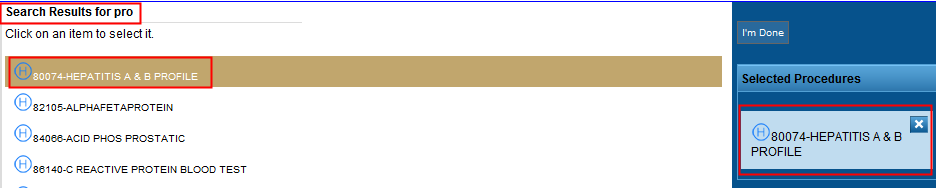 Search Results for pro
Click on an item to select it.
H 80074-HEPATITIS A & B PROFILE
H 82105-ALPHAFETAPROTEIN
H 84066-ACID PHOS PROSTATIC
H 86140-C REACTIVE PROTEIN BLOOD TEST
I'm Done
Selected Procedures
H 80074-HEPATITIS A & B
PROFILE